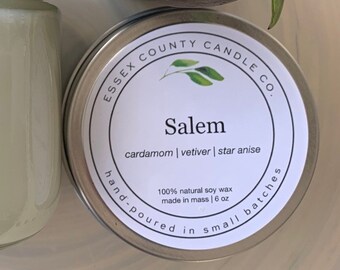 ESSEX COUNTY CANDLE CO.
Salem
cardamom | vetiver | star anise
100% natural soy wax
made in mass | 6 oz
hand-poured in small batches